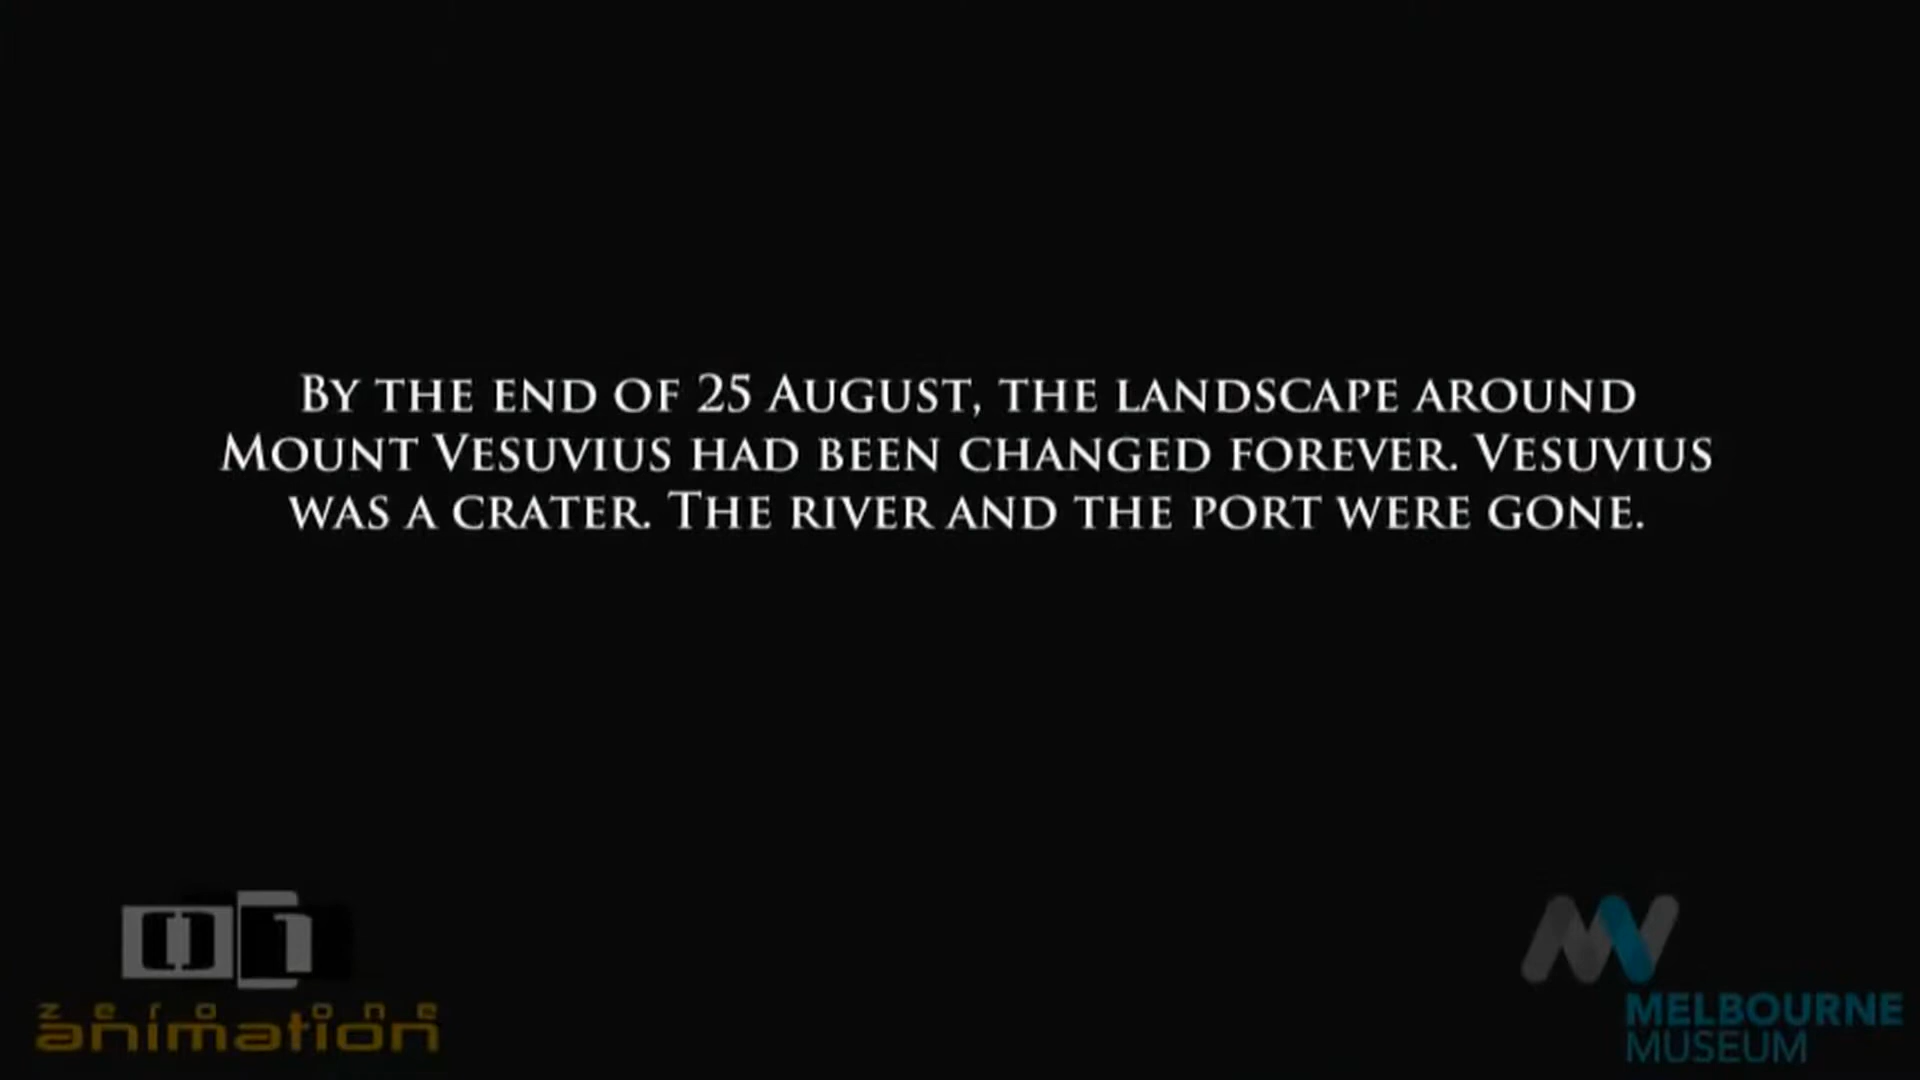 By the end of 25 August, the landscape around
Mount Vesuvius had been changed forever. Vesuvius
was a crater. The river and the port were gone.
01
zero one
animation
MELBOURNE
MUSEUM